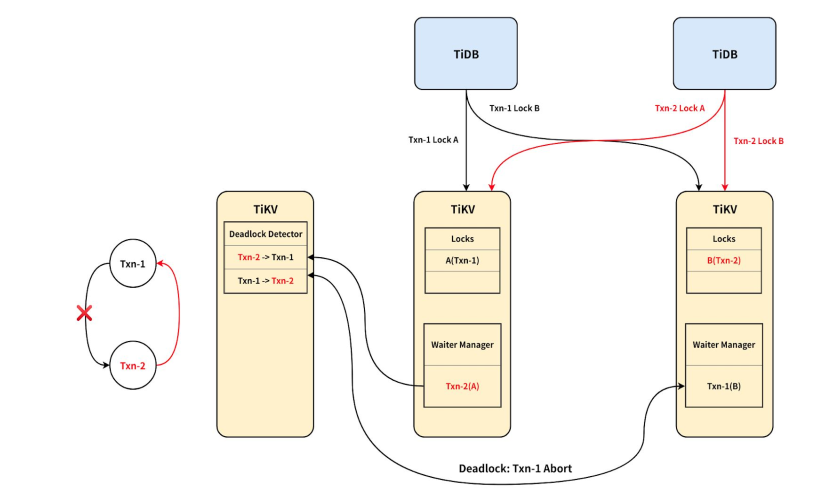 TiDB
TiDB
Txn-1 Lock B
Txn-2 Lock A
Txn-1 Lock A
Txn-2 Lock B
TiKV
Deadlock Detector
Txn-2 -> Txn-1
Txn-1 -> Txn-2
TiKV
Locks
A(Txn-1)
Waiter Manager
Txn-2(A)
TiKV
Locks
B(Txn-2)
Waiter Manager
Txn-1(B)
Txn-1
Txn-2
Deadlock: Txn-1 Abort